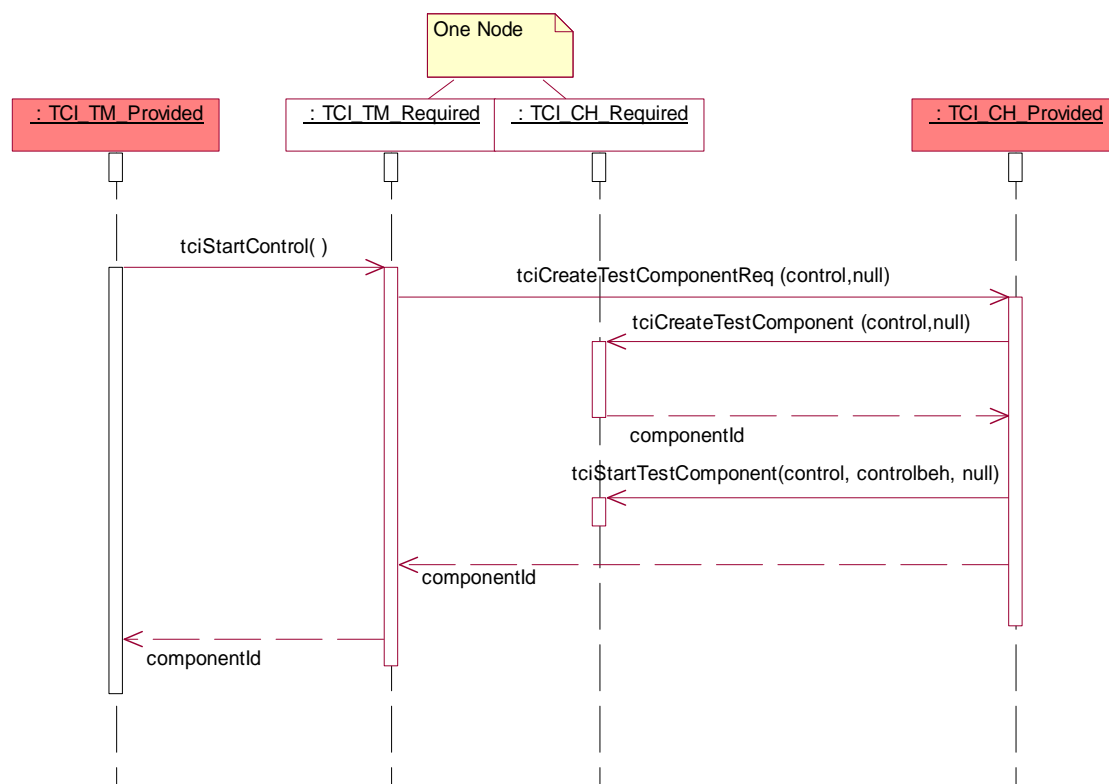 One Node
: TCI_TM_Provided
: TCI_TM_Required
: TCI_CH_Required
: TCI_CH_Provided
tciStartControl( )
tciCreateTestComponentReq (control,null)
tciCreateTestComponent (control,null)
componentId
tciStartTestComponent(control, controlbeh, null)
componentId
componentId